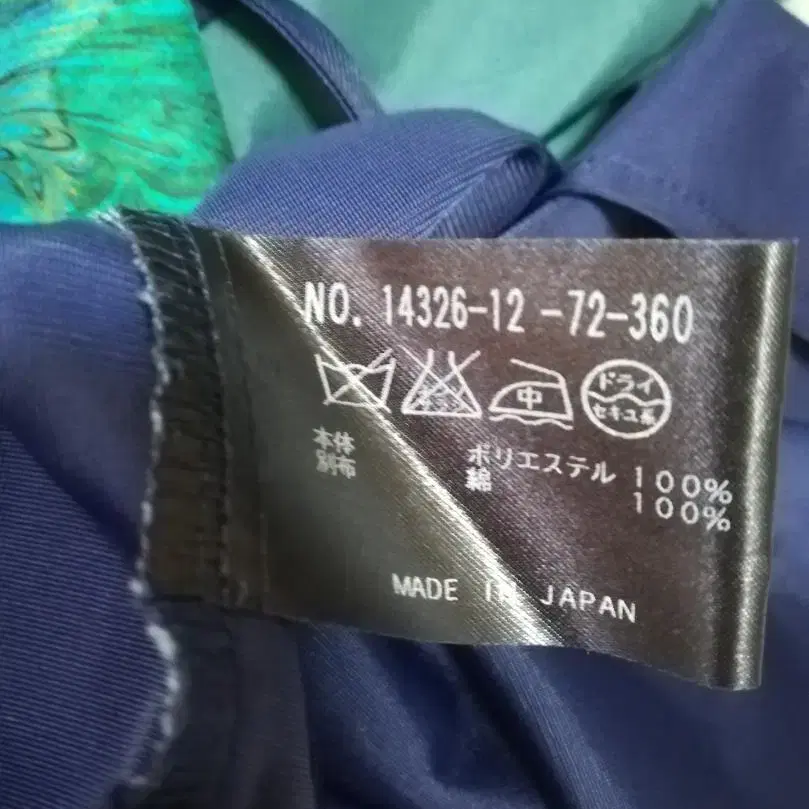 NO. 14326-12 -72-360
中 ドライ
セキユ系
本体 ポリエステル 100%
別布 綿 100%
MADE IN JAPAN